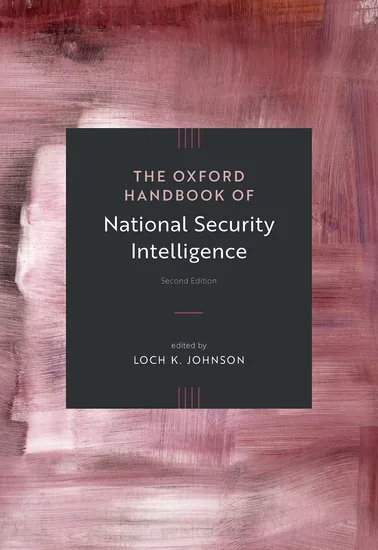 THE OXFORD
HANDBOOK OF
National Security
Intelligence
Second Edition
edited by
LOCH K. JOHNSON